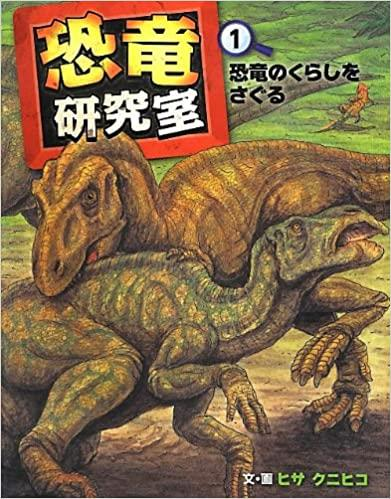 恐竜
研究室
1
恐竜のくらしを
さぐる
文・画 ヒサ クニヒコ